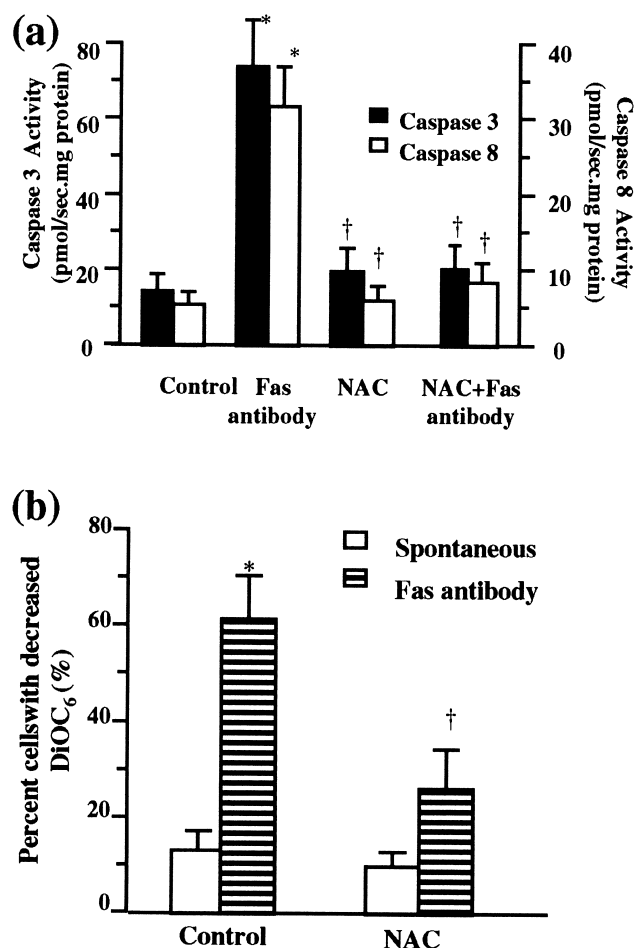 (a)
80
60
40
20
0
Caspase 3 Activity
(pmol/sec.mg protein)
*
*
Caspase 3
Caspase 8
†
†
†
†
40
30
20
10
0
Caspase 8 Activity
(pmol/sec.mg protein)
Control
Fas
antibody
NAC
NAC+Fas
antibody
(b)
80
60
40
20
0
Percent cellswith decreased
DiOC₆ (%)
Spontaneous
Fas antibody
*
†
Control
NAC